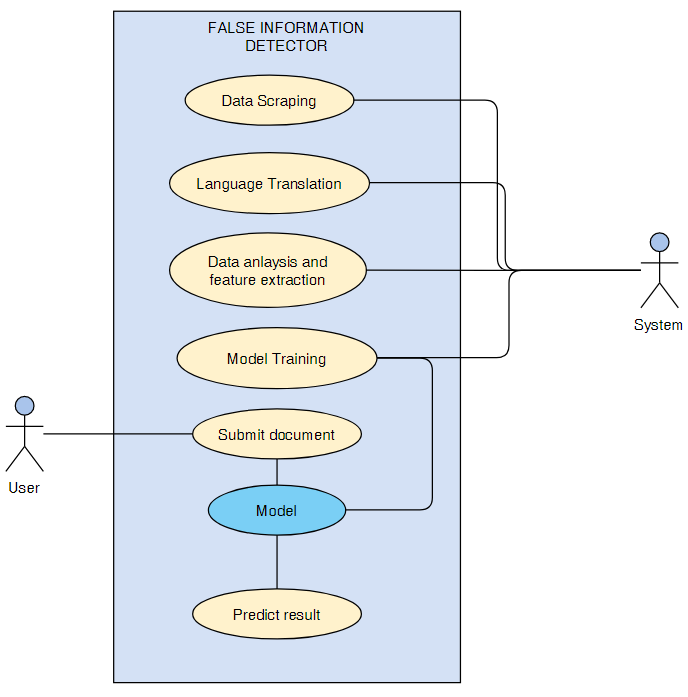 FALSE INFORMATION
DETECTOR
Data Scraping
Language Translation
Data anlaysis and
feature extraction
System
Model Training
Submit document
User
Model
Predict result